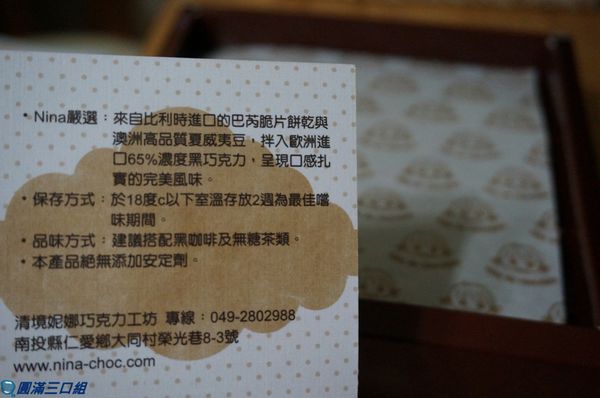 • Nina嚴選：來自比利時進口的巴芮脆片餅乾與
澳洲高品質夏威夷豆，拌入歐洲進
口65%濃度黑巧克力，呈現口感扎
實的完美風味。
• 保存方式：於18度c以下室溫存放2週為最佳嚐
味期間。
• 品味方式：建議搭配黑咖啡及無糖茶類。
• 本產品絕無添加安定劑。
清境妮娜巧克力工坊 專線：049-2802988
南投縣仁愛鄉大同村榮光巷8-3號
www.nina-choc.com
圓滿三口組